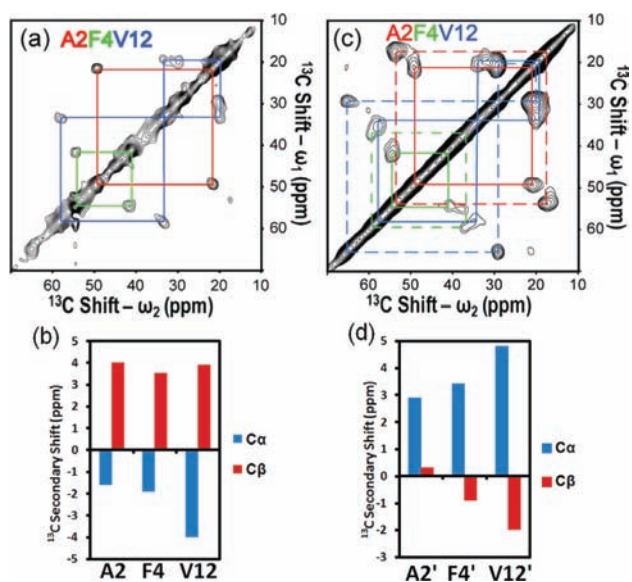 (a)
A2F4V12
10
20
30
40
50
60
¹³C Shift – ω₁ (ppm)
60 50 40 30 20 10
¹³C Shift – ω₂ (ppm)
(c)
A2F4V12
10
20
30
40
50
60
¹³C Shift – ω₁ (ppm)
60 50 40 30 20 10
¹³C Shift – ω₂ (ppm)
(b)
¹³C Secondary Shift (ppm)
5
4
3
2
1
0
-1
-2
-3
-4
-5
Cα
Cβ
A2 F4 V12
(d)
¹³C Secondary Shift (ppm)
5
4
3
2
1
0
-1
-2
-3
Cα
Cβ
A2' F4' V12'